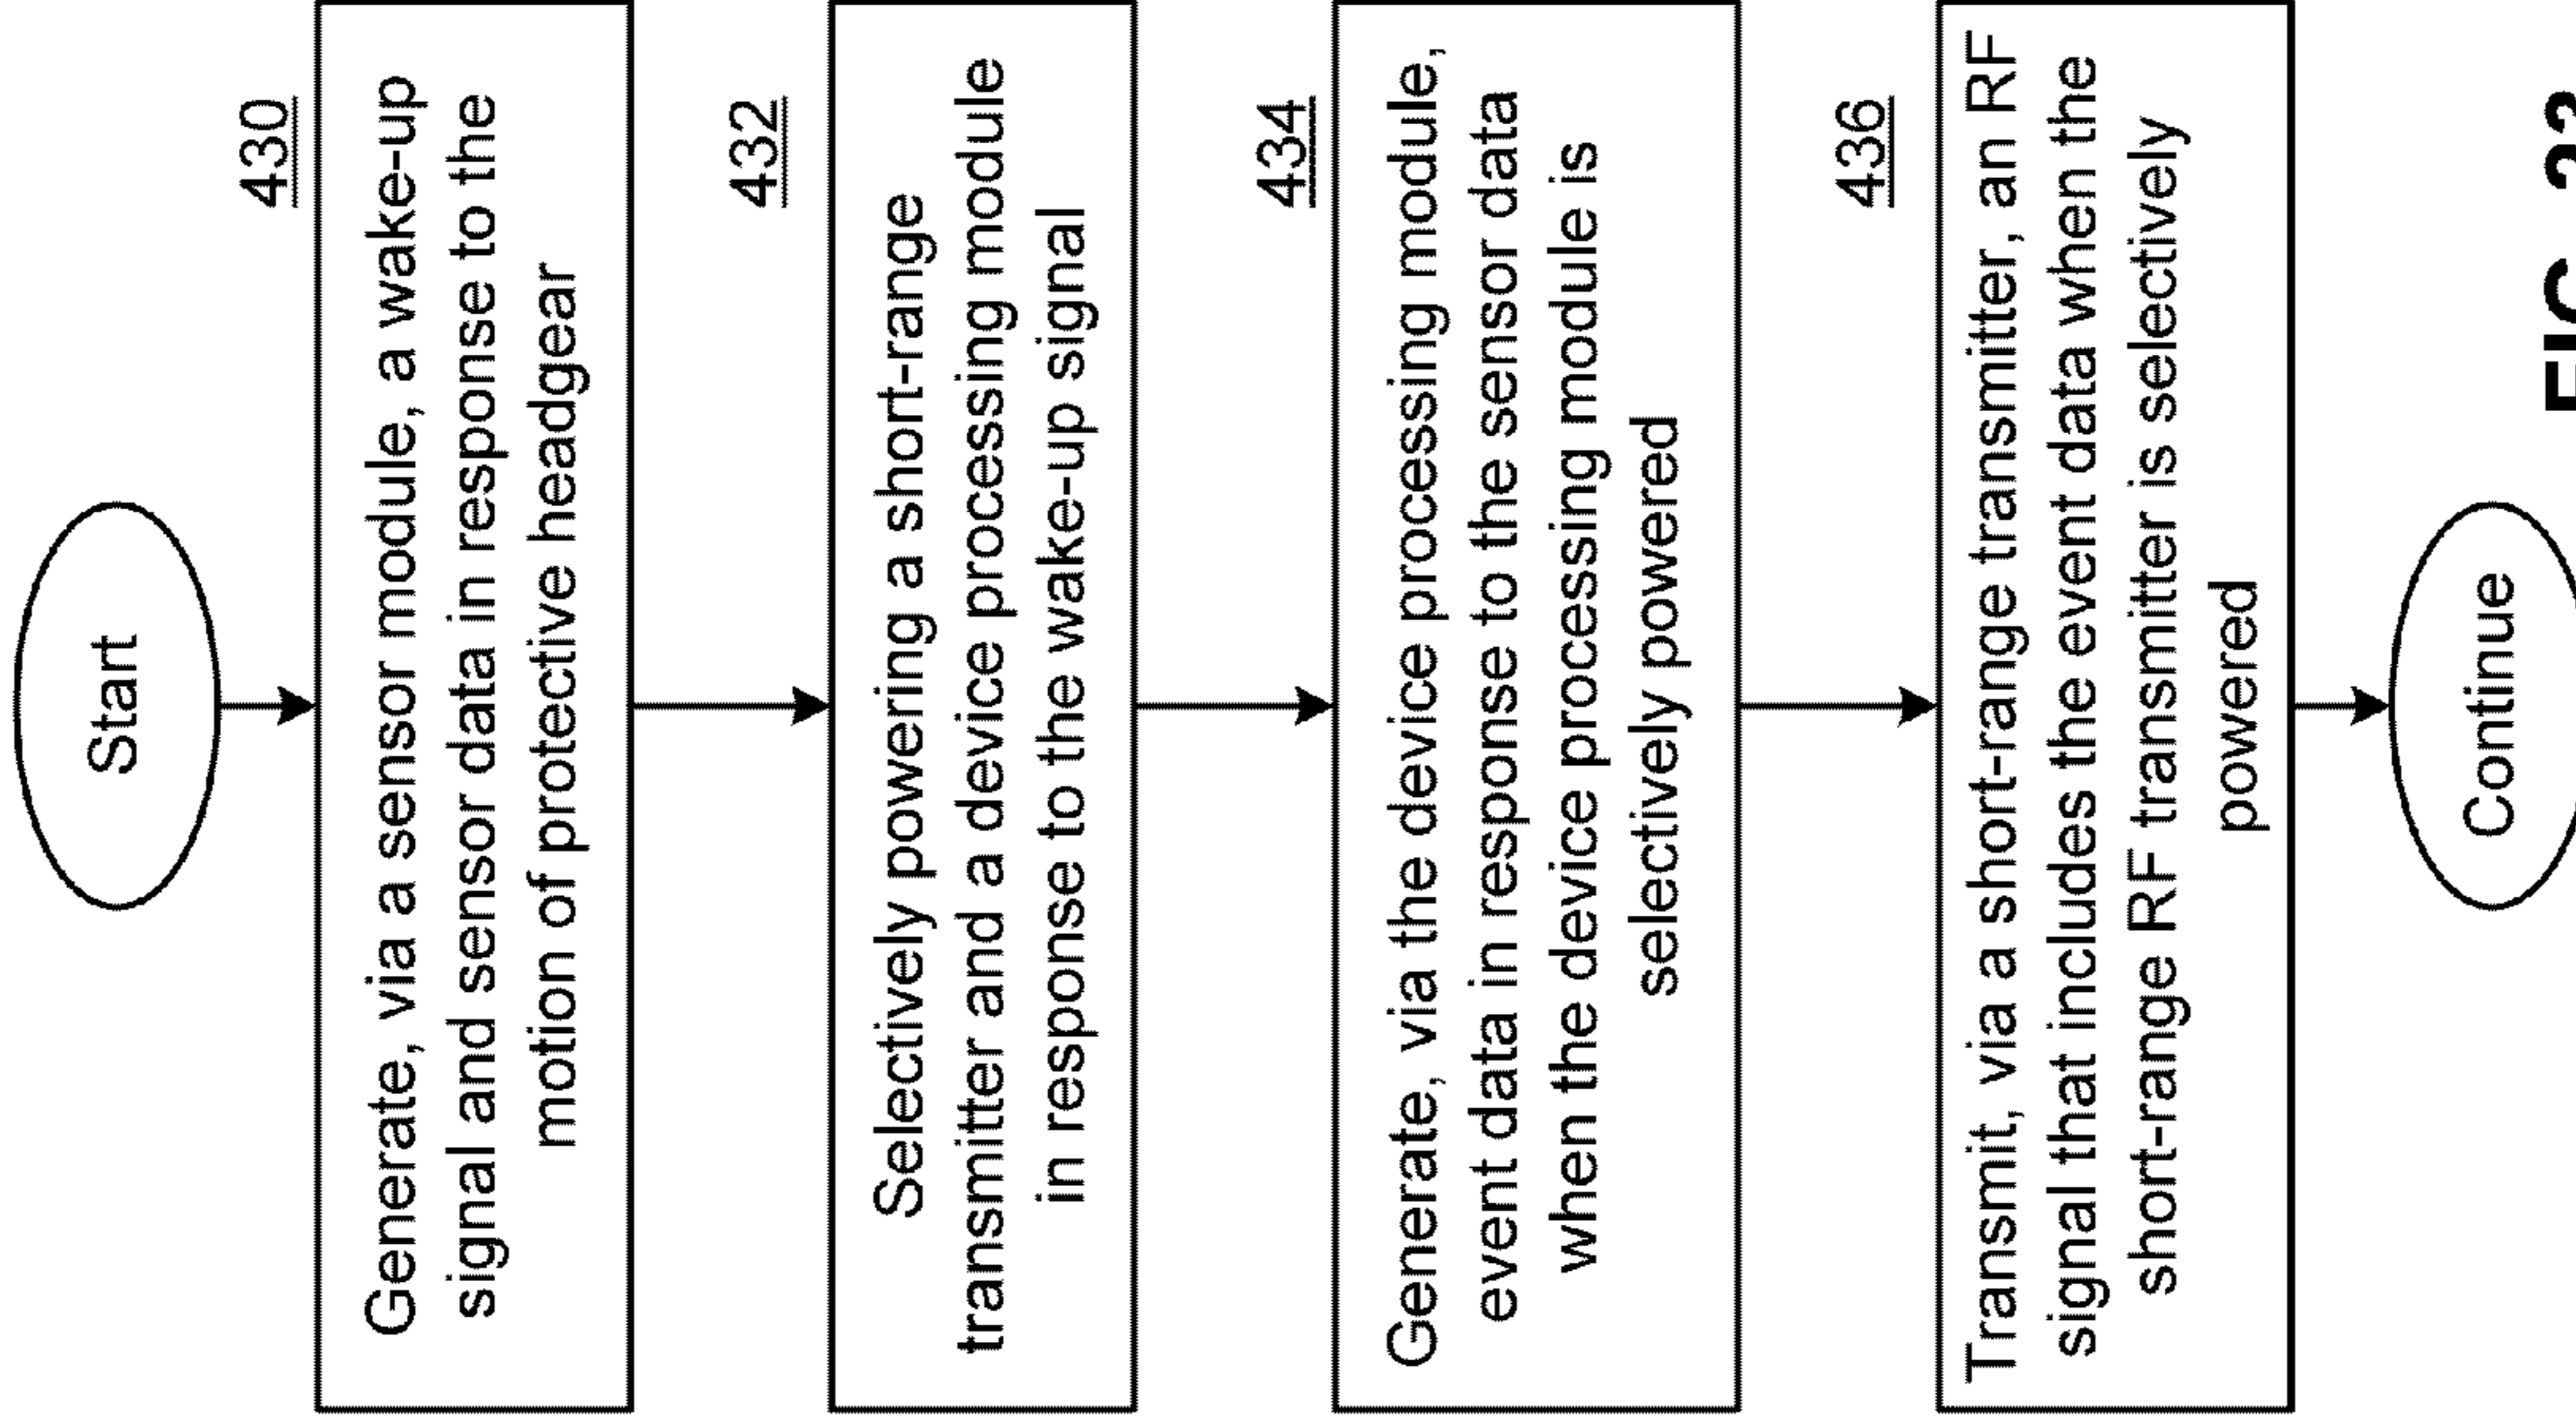 Start
430
Generate, via a sensor module, a wake-up
signal and sensor data in response to the
motion of protective headgear
432
Selectively powering a short-range
transmitter and a device processing module
in response to the wake-up signal
434
Generate, via the device processing module,
event data in response to the sensor data
when the device processing module is
selectively powered
436
Transmit, via a short-range transmitter, an RF
signal that includes the event data when the
short-range RF transmitter is selectively
powered
Continue
FIG.